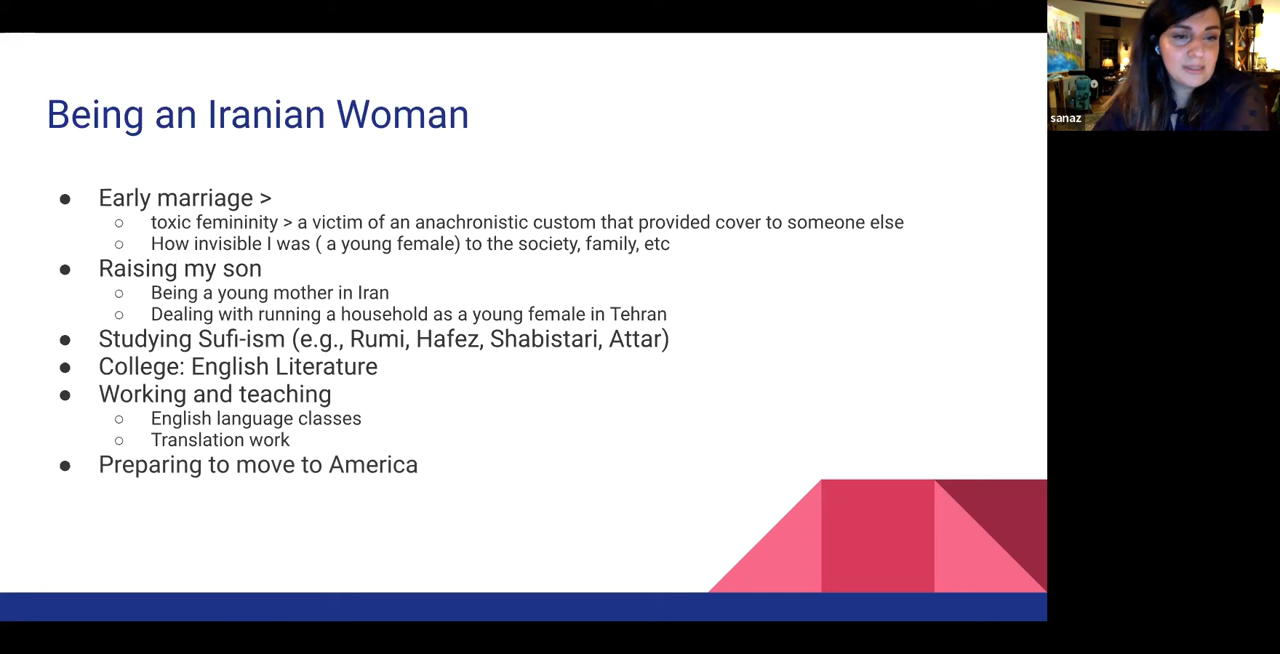 Being an Iranian Woman
● Early marriage >
○ toxic femininity > a victim of an anachronistic custom that provided cover to someone else
○ How invisible I was ( a young female) to the society, family, etc
● Raising my son
○ Being a young mother in Iran
○ Dealing with running a household as a young female in Tehran
● Studying Sufi-ism (e.g., Rumi, Hafez, Shabistari, Attar)
● College: English Literature
● Working and teaching
○ English language classes
○ Translation work
● Preparing to move to America
sanaz